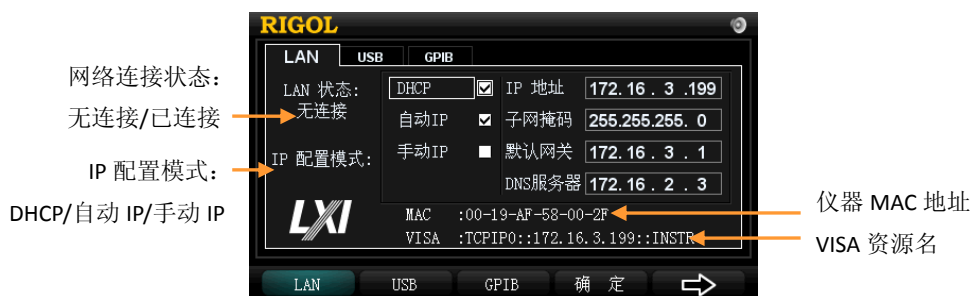 RIGOL
LAN USB GPIB
网络连接状态：
无连接/已连接
IP 配置模式：
DHCP/自动 IP/手动 IP
LAN 状态:
无连接
IP 配置模式:
DHCP
自动IP
手动IP
IP 地址 172.16.3.199
子网掩码 255.255.255.0
默认网关 172.16.3.1
DNS服务器 172.16.2.3
LXI
MAC :00-19-AF-58-00-2F
VISA :TCPIP0::172.16.3.199::INSTR
仪器 MAC 地址
VISA 资源名
LAN USB GPIB 确 定